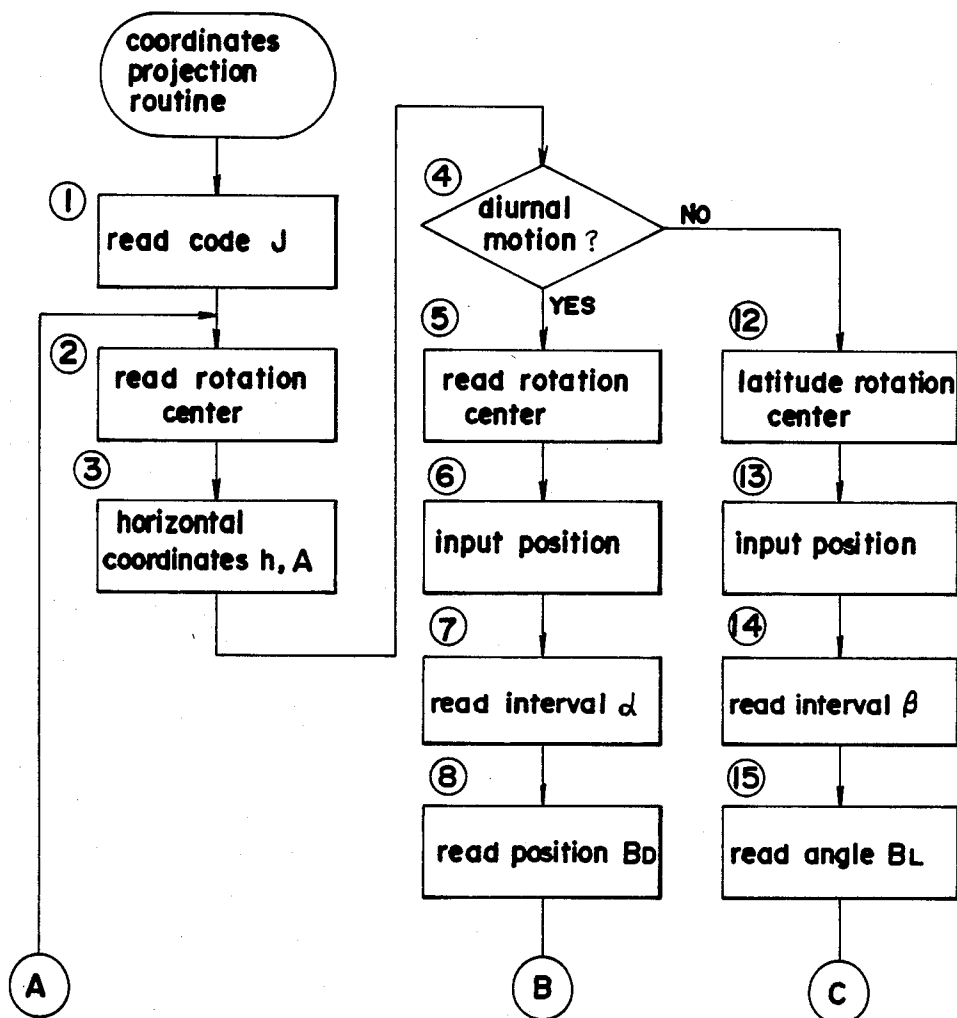 coordinates
projection
routine
①
read code J
②
read rotation
center
③
horizontal
coordinates h, A
④
diurnal
motion ?
NO
YES
⑤
read rotation
center
⑥
input position
⑦
read interval α
⑧
read position BD
⑫
latitude rotation
center
⑬
input position
⑭
read interval β
⑮
read angle BL
A
B
C